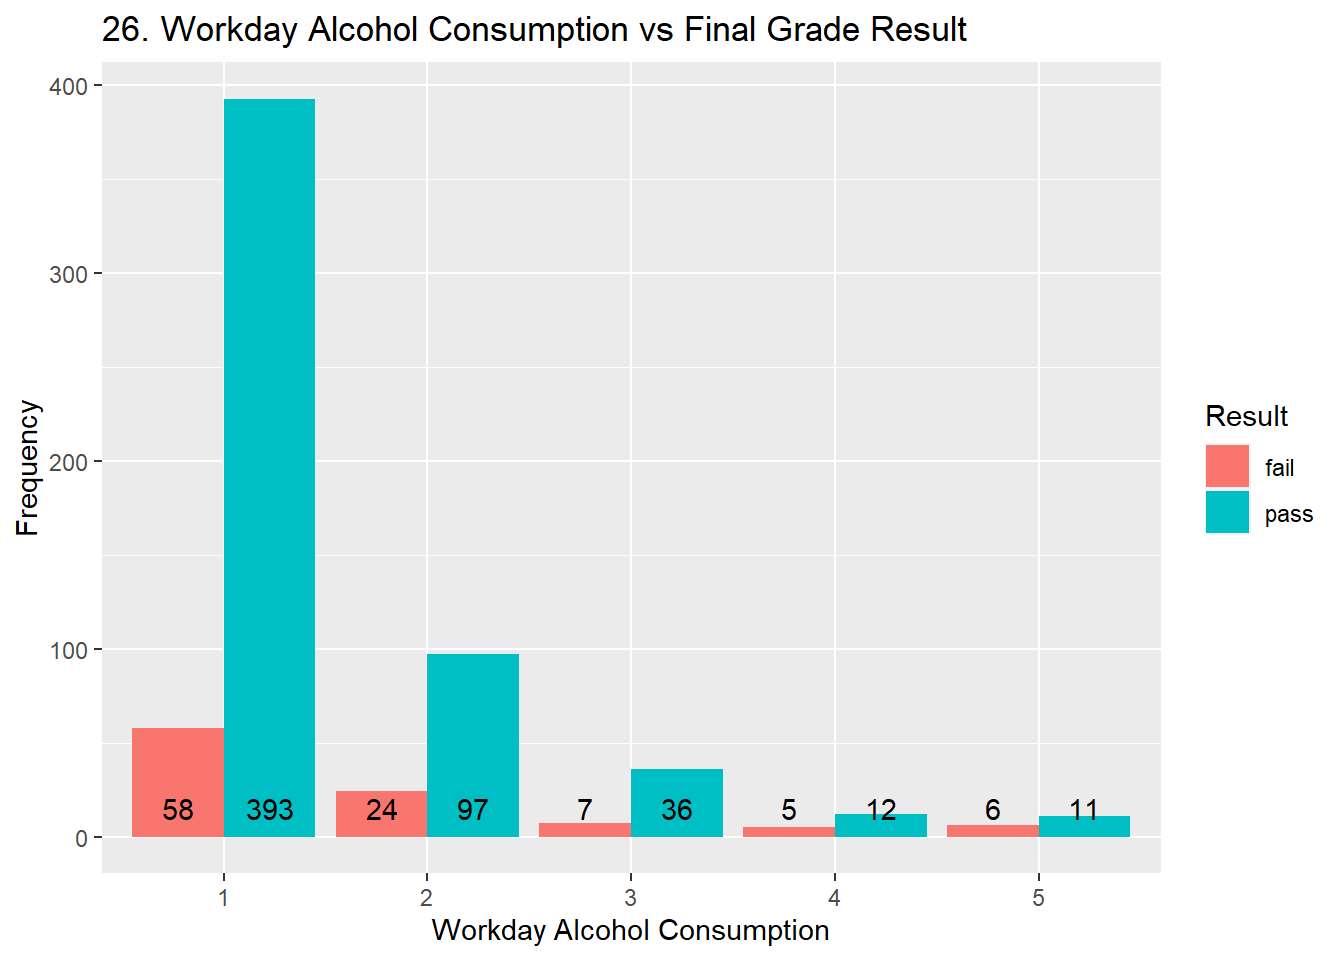 26. Workday Alcohol Consumption vs Final Grade Result
400
300
200
100
0
Frequency
58 393 24 97 7 36 5 12 6 11
1 2 3 4 5
Workday Alcohol Consumption
Result
fail
pass